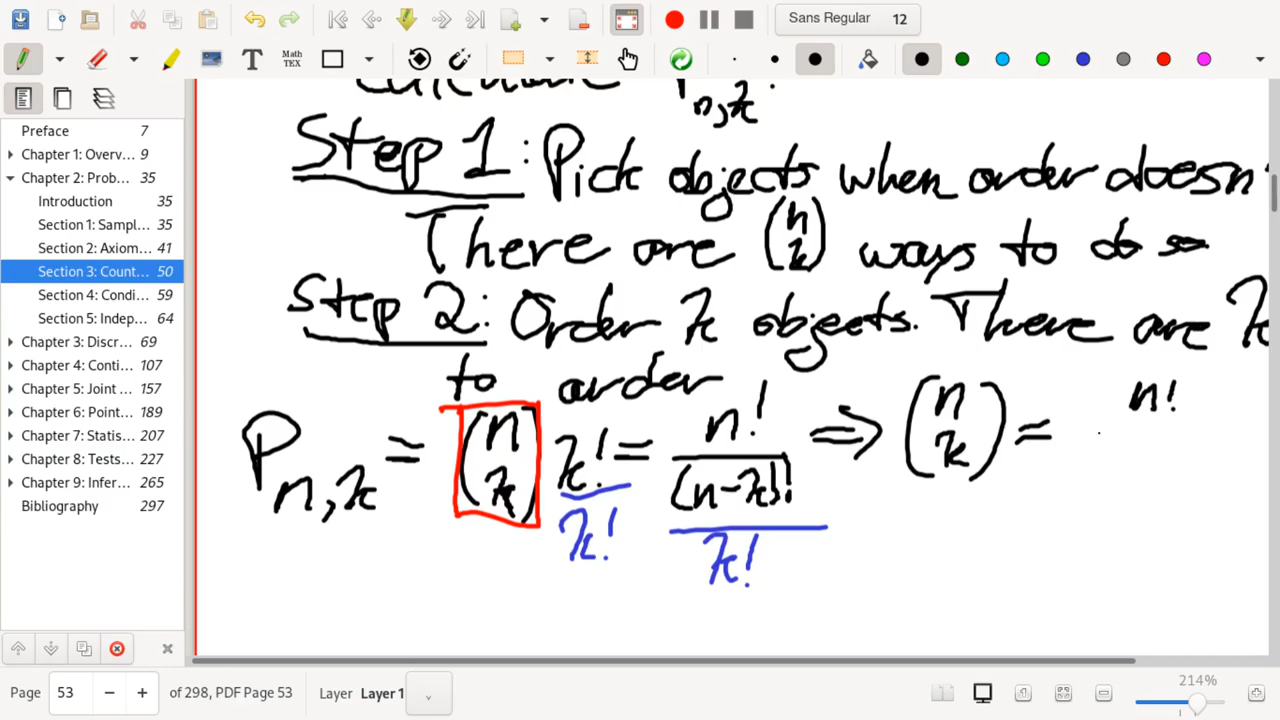 Sans Regular 12
Math TEX
Preface 7
Chapter 1: Overv... 9
Chapter 2: Prob... 35
Introduction 35
Section 1: Sampl... 35
Section 2: Axiom... 41
Section 3: Count... 50
Section 4: Condi... 59
Section 5: Indep... 64
Chapter 3: Discr... 69
Chapter 4: Conti... 107
Chapter 5: Joint ... 157
Chapter 6: Point... 189
Chapter 7: Statis... 207
Chapter 8: Tests... 227
Chapter 9: Infer... 265
Bibliography 297
P n,k.
Step 1: Pick objects when order doesn'
There are (n k) ways to do so
Step 2: Order k objects. There are k
to order
P n,k = (n k) k!/k! = n!/(n-k)!/k! ⇒ (n k) = n!
Page 53 of 298, PDF Page 53 Layer Layer 1 214%